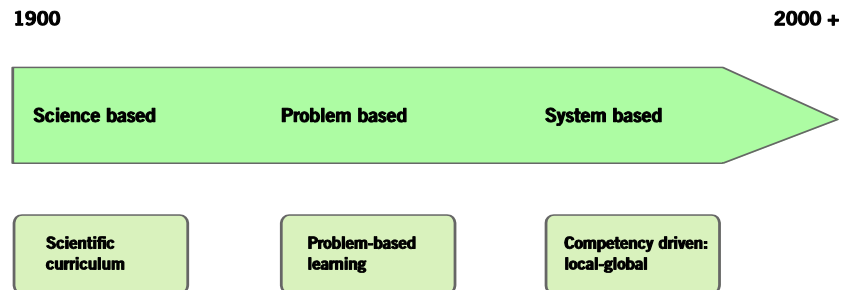 1900
2000 +
Science based
Problem based
System based
Scientific
curriculum
Problem-based
learning
Competency driven:
local-global